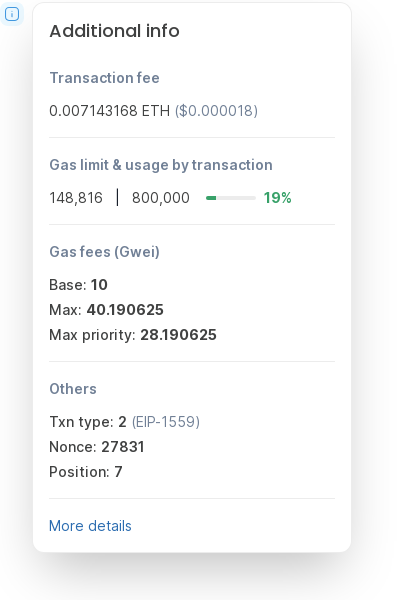 Additional info
Transaction fee
0.007143168 ETH ($0.000018)
Gas limit & usage by transaction
148,816 | 800,000 19%
Gas fees (Gwei)
Base: 10
Max: 40.190625
Max priority: 28.190625
Others
Txn type: 2 (EIP-1559)
Nonce: 27831
Position: 7
More details